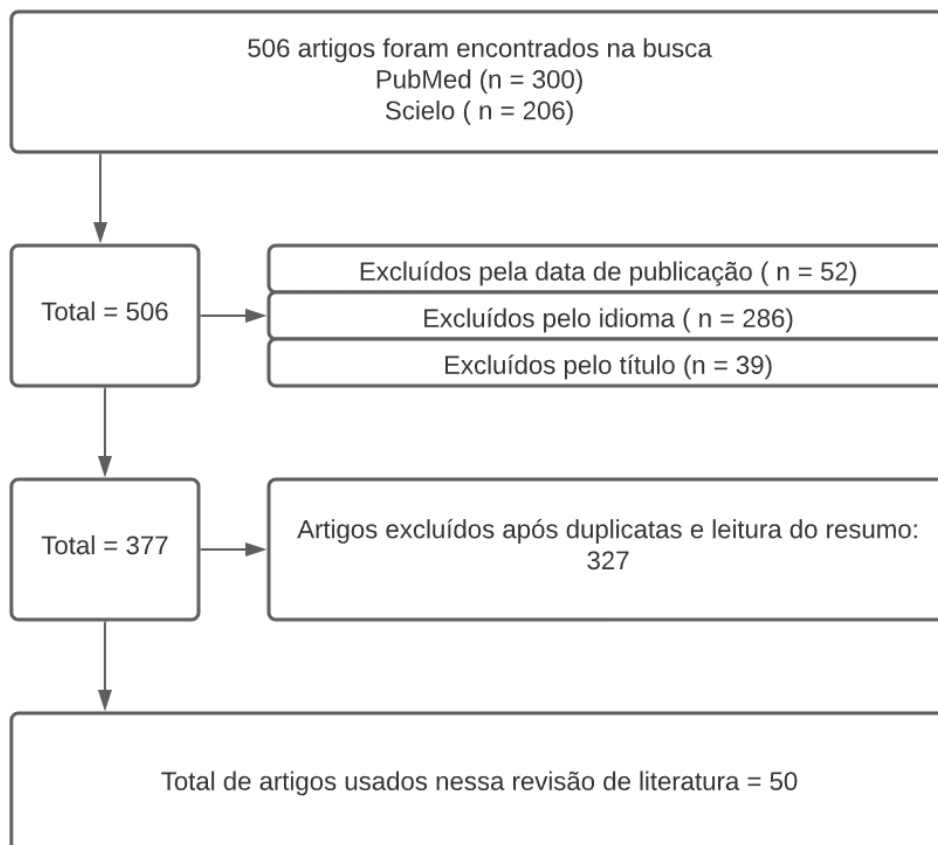 506 artigos foram encontrados na busca
PubMed (n = 300)
Scielo ( n = 206)
Total = 506
Excluídos pela data de publicação ( n = 52)
Excluídos pelo idioma ( n = 286)
Excluídos pelo título (n = 39)
Total = 377
Artigos excluídos após duplicatas e leitura do resumo:
327
Total de artigos usados nessa revisão de literatura = 50